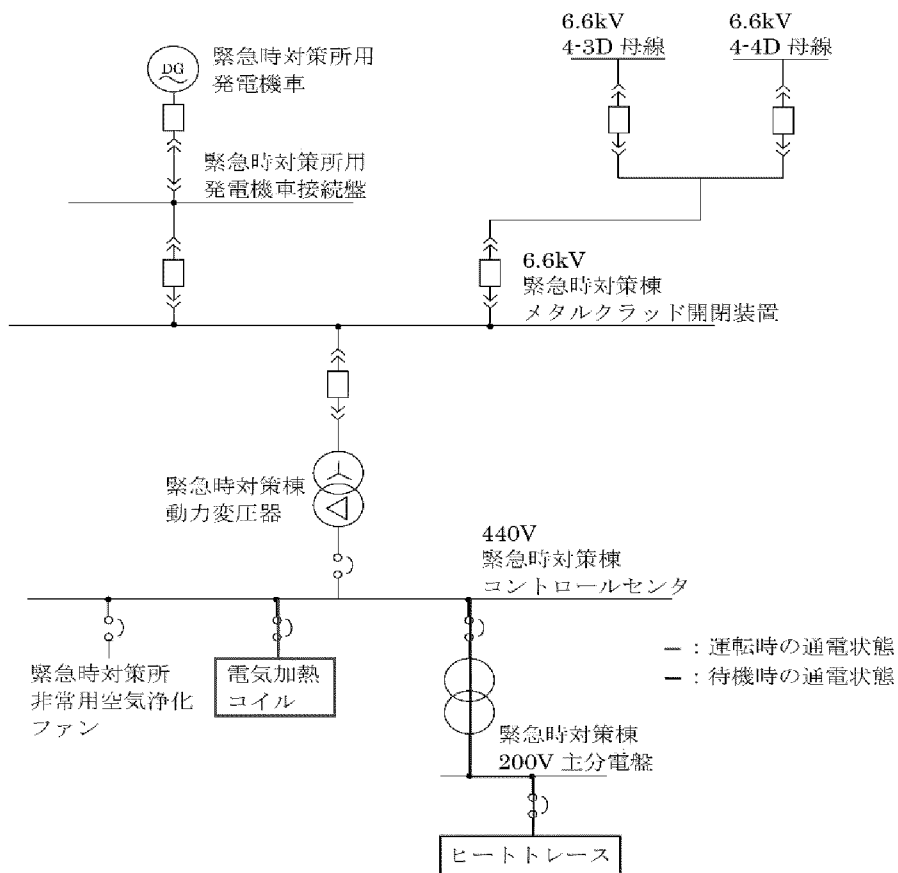 DG
緊急時対策所用
発電機車
6.6kV
4-3D 母線
6.6kV
4-4D 母線
緊急時対策所用
発電機車接続盤
6.6kV
緊急時対策棟
メタルクラッド開閉装置
緊急時対策棟
動力変圧器
440V
緊急時対策棟
コントロールセンタ
緊急時対策所
非常用空気浄化
ファン
電気加熱
コイル
－：運転時の通電状態
－：待機時の通電状態
緊急時対策棟
200V 主分電盤
ヒートトレース